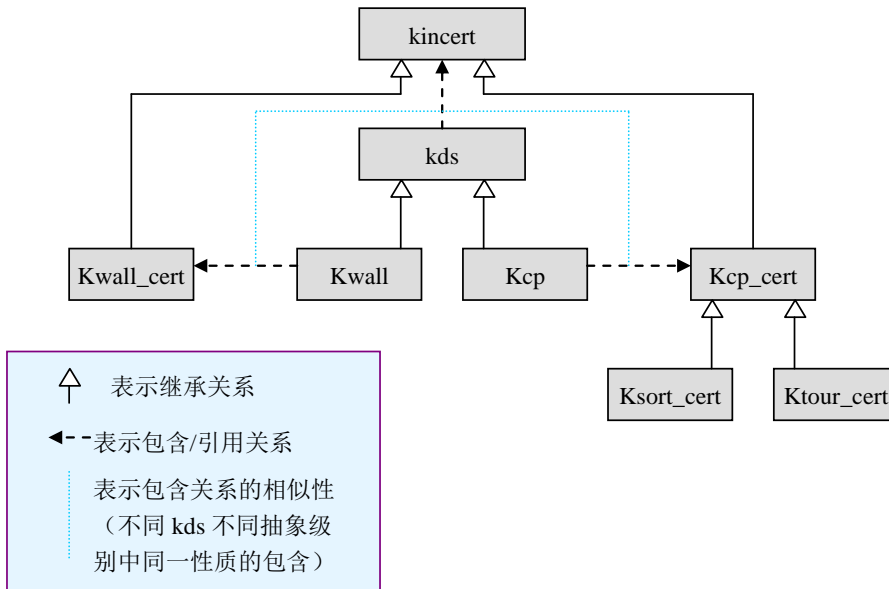 kincert
kds
Kwall_cert
Kwall
Kcp
Kcp_cert
Ksort_cert
Ktour_cert
表示继承关系
表示包含/引用关系
表示包含关系的相似性
（不同 kds 不同抽象级
别中同一性质的包含）